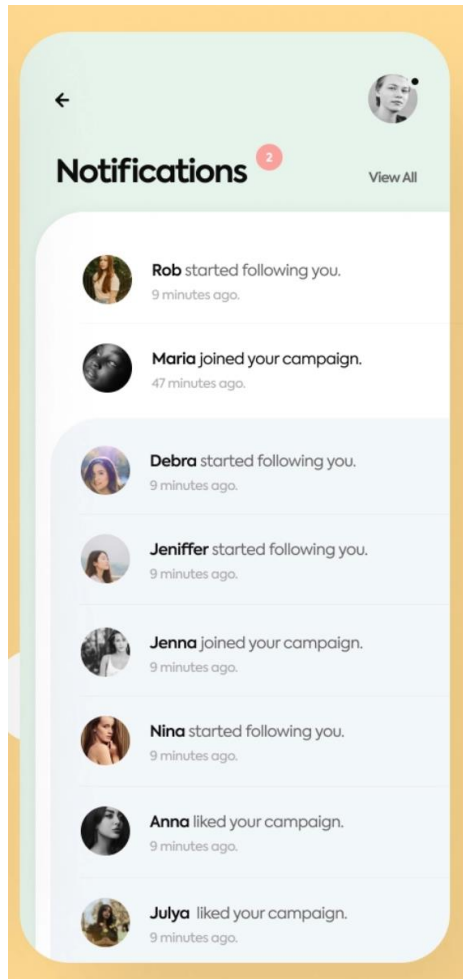 Notifications 2
View All
Rob started following you.
9 minutes ago.
Maria joined your campaign.
47 minutes ago.
Debra started following you.
9 minutes ago.
Jeniffer started following you.
9 minutes ago.
Jenna joined your campaign.
9 minutes ago.
Nina started following you.
9 minutes ago.
Anna liked your campaign.
9 minutes ago.
Julya liked your campaign.
9 minutes ago.